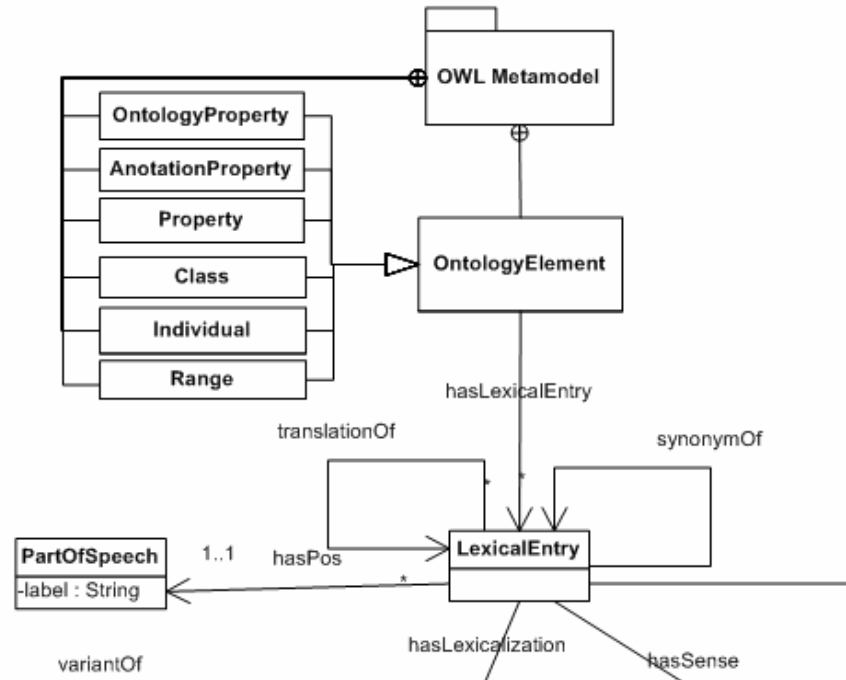 OWL Metamodel
OntologyProperty
AnotationProperty
Property
Class
Individual
Range
OntologyElement
hasLexicalEntry
translationOf
synonymOf
*
*
LexicalEntry
PartOfSpeech
-label : String
1..1
hasPos
*
hasLexicalization
hasSense
variantOf